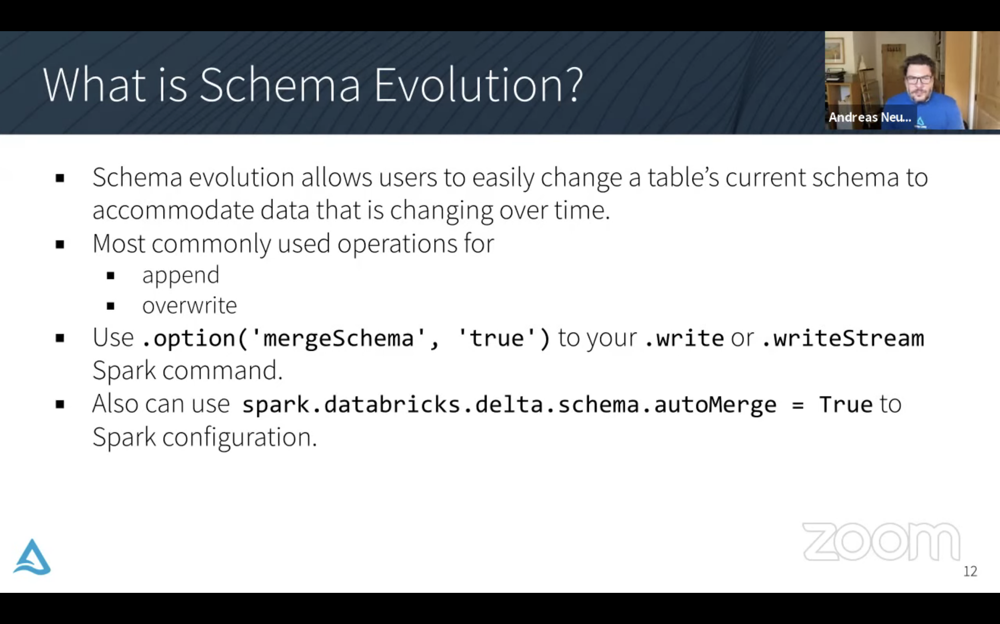 What is Schema Evolution?
Andreas Neu...
▪ Schema evolution allows users to easily change a table’s current schema to
accommodate data that is changing over time.
▪ Most commonly used operations for
▪ append
▪ overwrite
▪ Use .option('mergeSchema', 'true') to your .write or .writeStream
Spark command.
▪ Also can use spark.databricks.delta.schema.autoMerge = True to
Spark configuration.
zoom
12